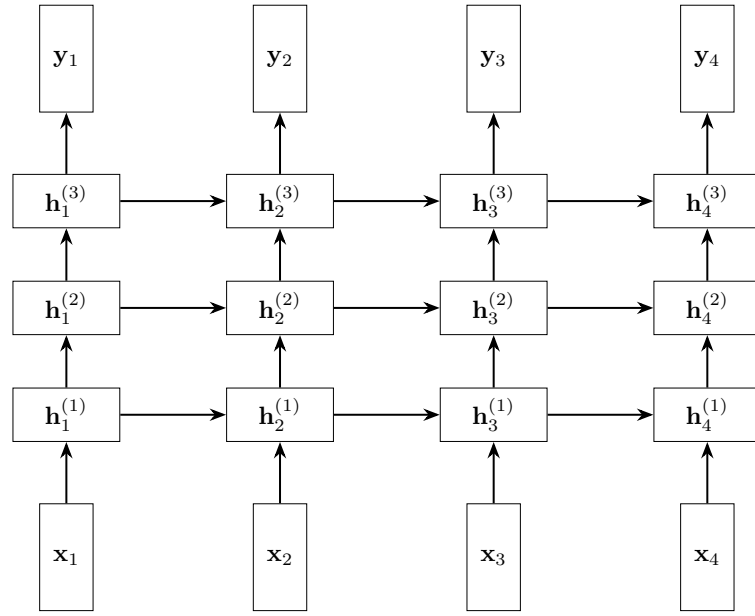 y₁ y₂ y₃ y₄
h₁⁽³⁾ h₂⁽³⁾ h₃⁽³⁾ h₄⁽³⁾
h₁⁽²⁾ h₂⁽²⁾ h₃⁽²⁾ h₄⁽²⁾
h₁⁽¹⁾ h₂⁽¹⁾ h₃⁽¹⁾ h₄⁽¹⁾
x₁ x₂ x₃ x₄